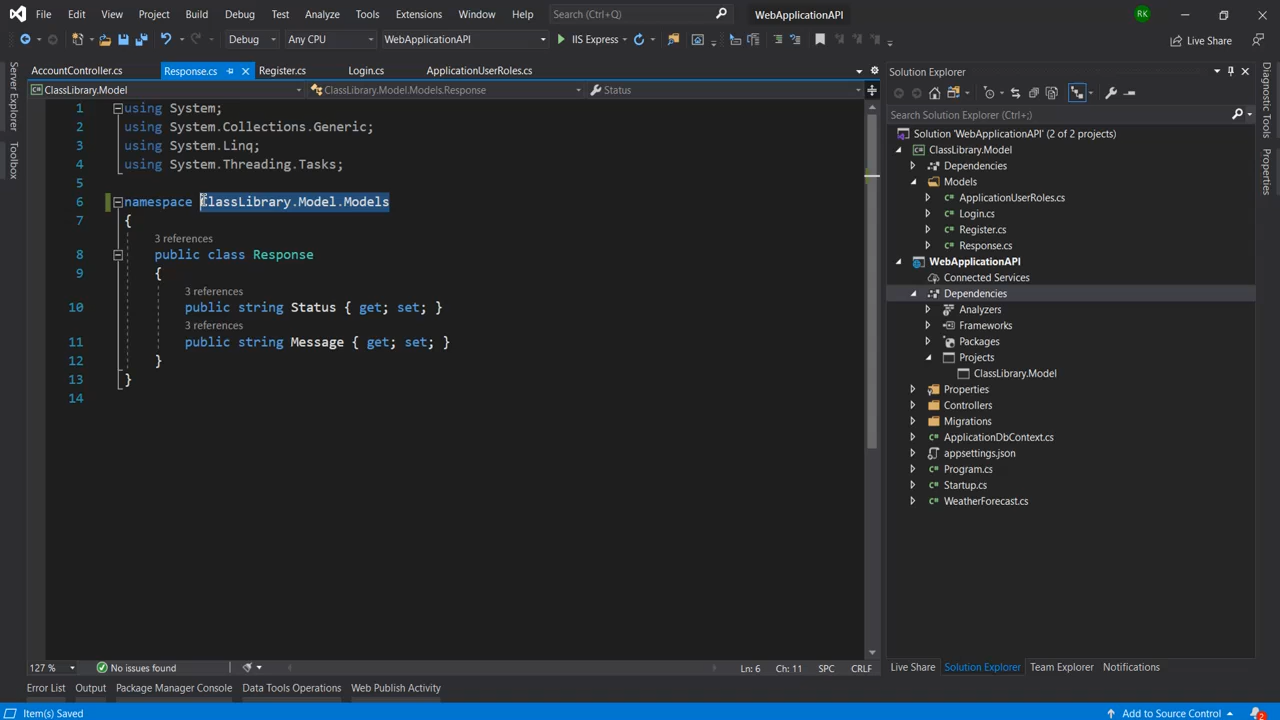 File Edit View Project Build Debug Test Analyze Tools Extensions Window Help Search (Ctrl+Q) WebApplicationAPI RK
Debug Any CPU WebApplicationAPI IIS Express Live Share
Server Explorer
Toolbox
AccountController.cs Response.cs Register.cs Login.cs ApplicationUserRoles.cs
ClassLibrary.Model ClassLibrary.Model.Models.Response Status
1 using System;
2 using System.Collections.Generic;
3 using System.Linq;
4 using System.Threading.Tasks;
5
6 namespace ClassLibrary.Model.Models
7 {
3 references
8 public class Response
9 {
3 references
10 public string Status { get; set; }
3 references
11 public string Message { get; set; }
12 }
13 }
14
127 % No issues found Ln: 6 Ch: 11 SPC CRLF
Error List Output Package Manager Console Data Tools Operations Web Publish Activity
Item(s) Saved
Solution Explorer
Search Solution Explorer (Ctrl+;)
Solution 'WebApplicationAPI' (2 of 2 projects)
ClassLibrary.Model
Dependencies
Models
ApplicationUserRoles.cs
Login.cs
Register.cs
Response.cs
WebApplicationAPI
Connected Services
Dependencies
Analyzers
Frameworks
Packages
Projects
ClassLibrary.Model
Properties
Controllers
Migrations
ApplicationDbContext.cs
appsettings.json
Program.cs
Startup.cs
WeatherForecast.cs
Live Share Solution Explorer Team Explorer Notifications
Add to Source Control 2
Diagnostic Tools
Properties